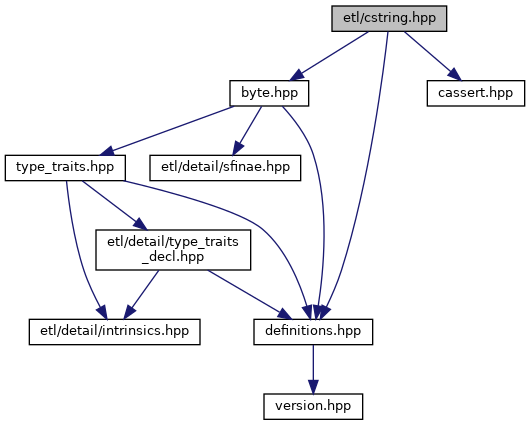 etl/cstring.hpp
byte.hpp
cassert.hpp
type_traits.hpp
etl/detail/sfinae.hpp
etl/detail/type_traits
_decl.hpp
etl/detail/intrinsics.hpp
definitions.hpp
version.hpp